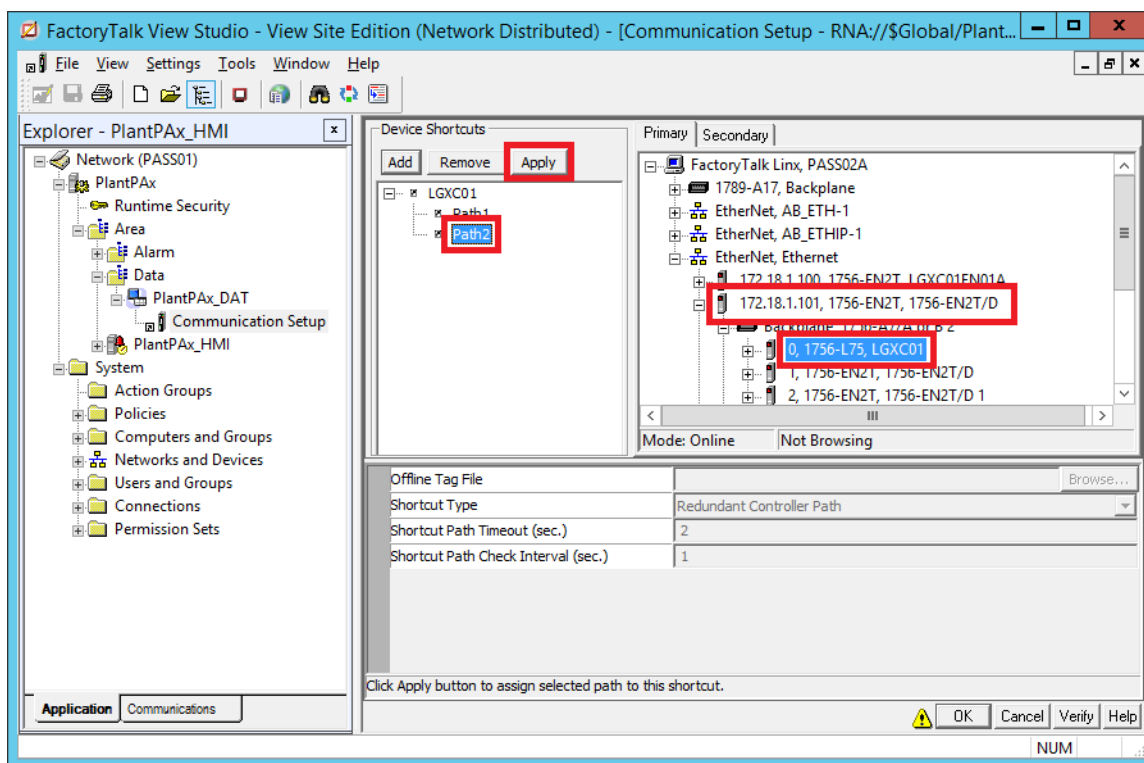 FactoryTalk View Studio - View Site Edition (Network Distributed) - [Communication Setup - RNA://$Global/Plant...
File View Settings Tools Window Help
Explorer - PlantPAx_HMI
Network (PASS01)
PlantPAx
Runtime Security
Area
Alarm
Data
PlantPAx_DAT
Communication Setup
PlantPAx_HMI
System
Action Groups
Policies
Computers and Groups
Networks and Devices
Users and Groups
Connections
Permission Sets
Application Communications
Device Shortcuts
Add Remove Apply
LGXC01
Path1
Path2
Primary Secondary
FactoryTalk Linx, PASS02A
1789-A17, Backplane
EtherNet, AB_ETH-1
EtherNet, AB_ETHIP-1
EtherNet, Ethernet
172.18.1.100, 1756-EN2T, LGXC01EN01A
172.18.1.101, 1756-EN2T, 1756-EN2T/D
Backplane, 1756-A7/A or B 2
0, 1756-L75, LGXC01
1, 1756-EN2T, 1756-EN2T/D
2, 1756-EN2T, 1756-EN2T/D 1
Mode: Online Not Browsing
Offline Tag File Browse...
Shortcut Type Redundant Controller Path
Shortcut Path Timeout (sec.) 2
Shortcut Path Check Interval (sec.) 1
Click Apply button to assign selected path to this shortcut.
OK Cancel Verify Help
NUM